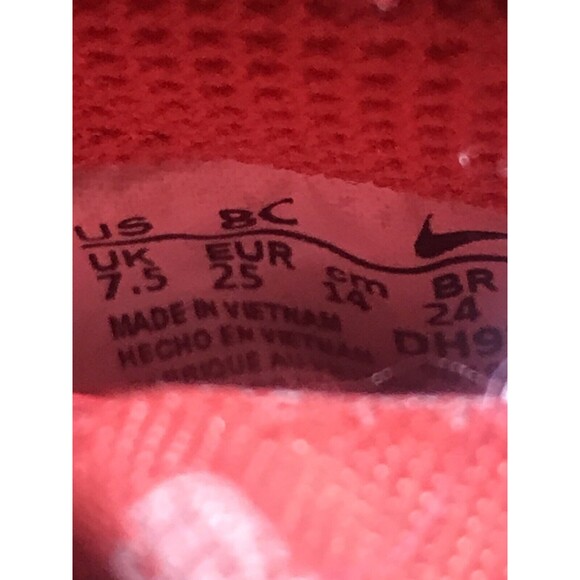 US 8C
UK EUR cm BR
7.5 25 14 24
MADE IN VIETNAM
HECHO EN VIETNAM
DH9